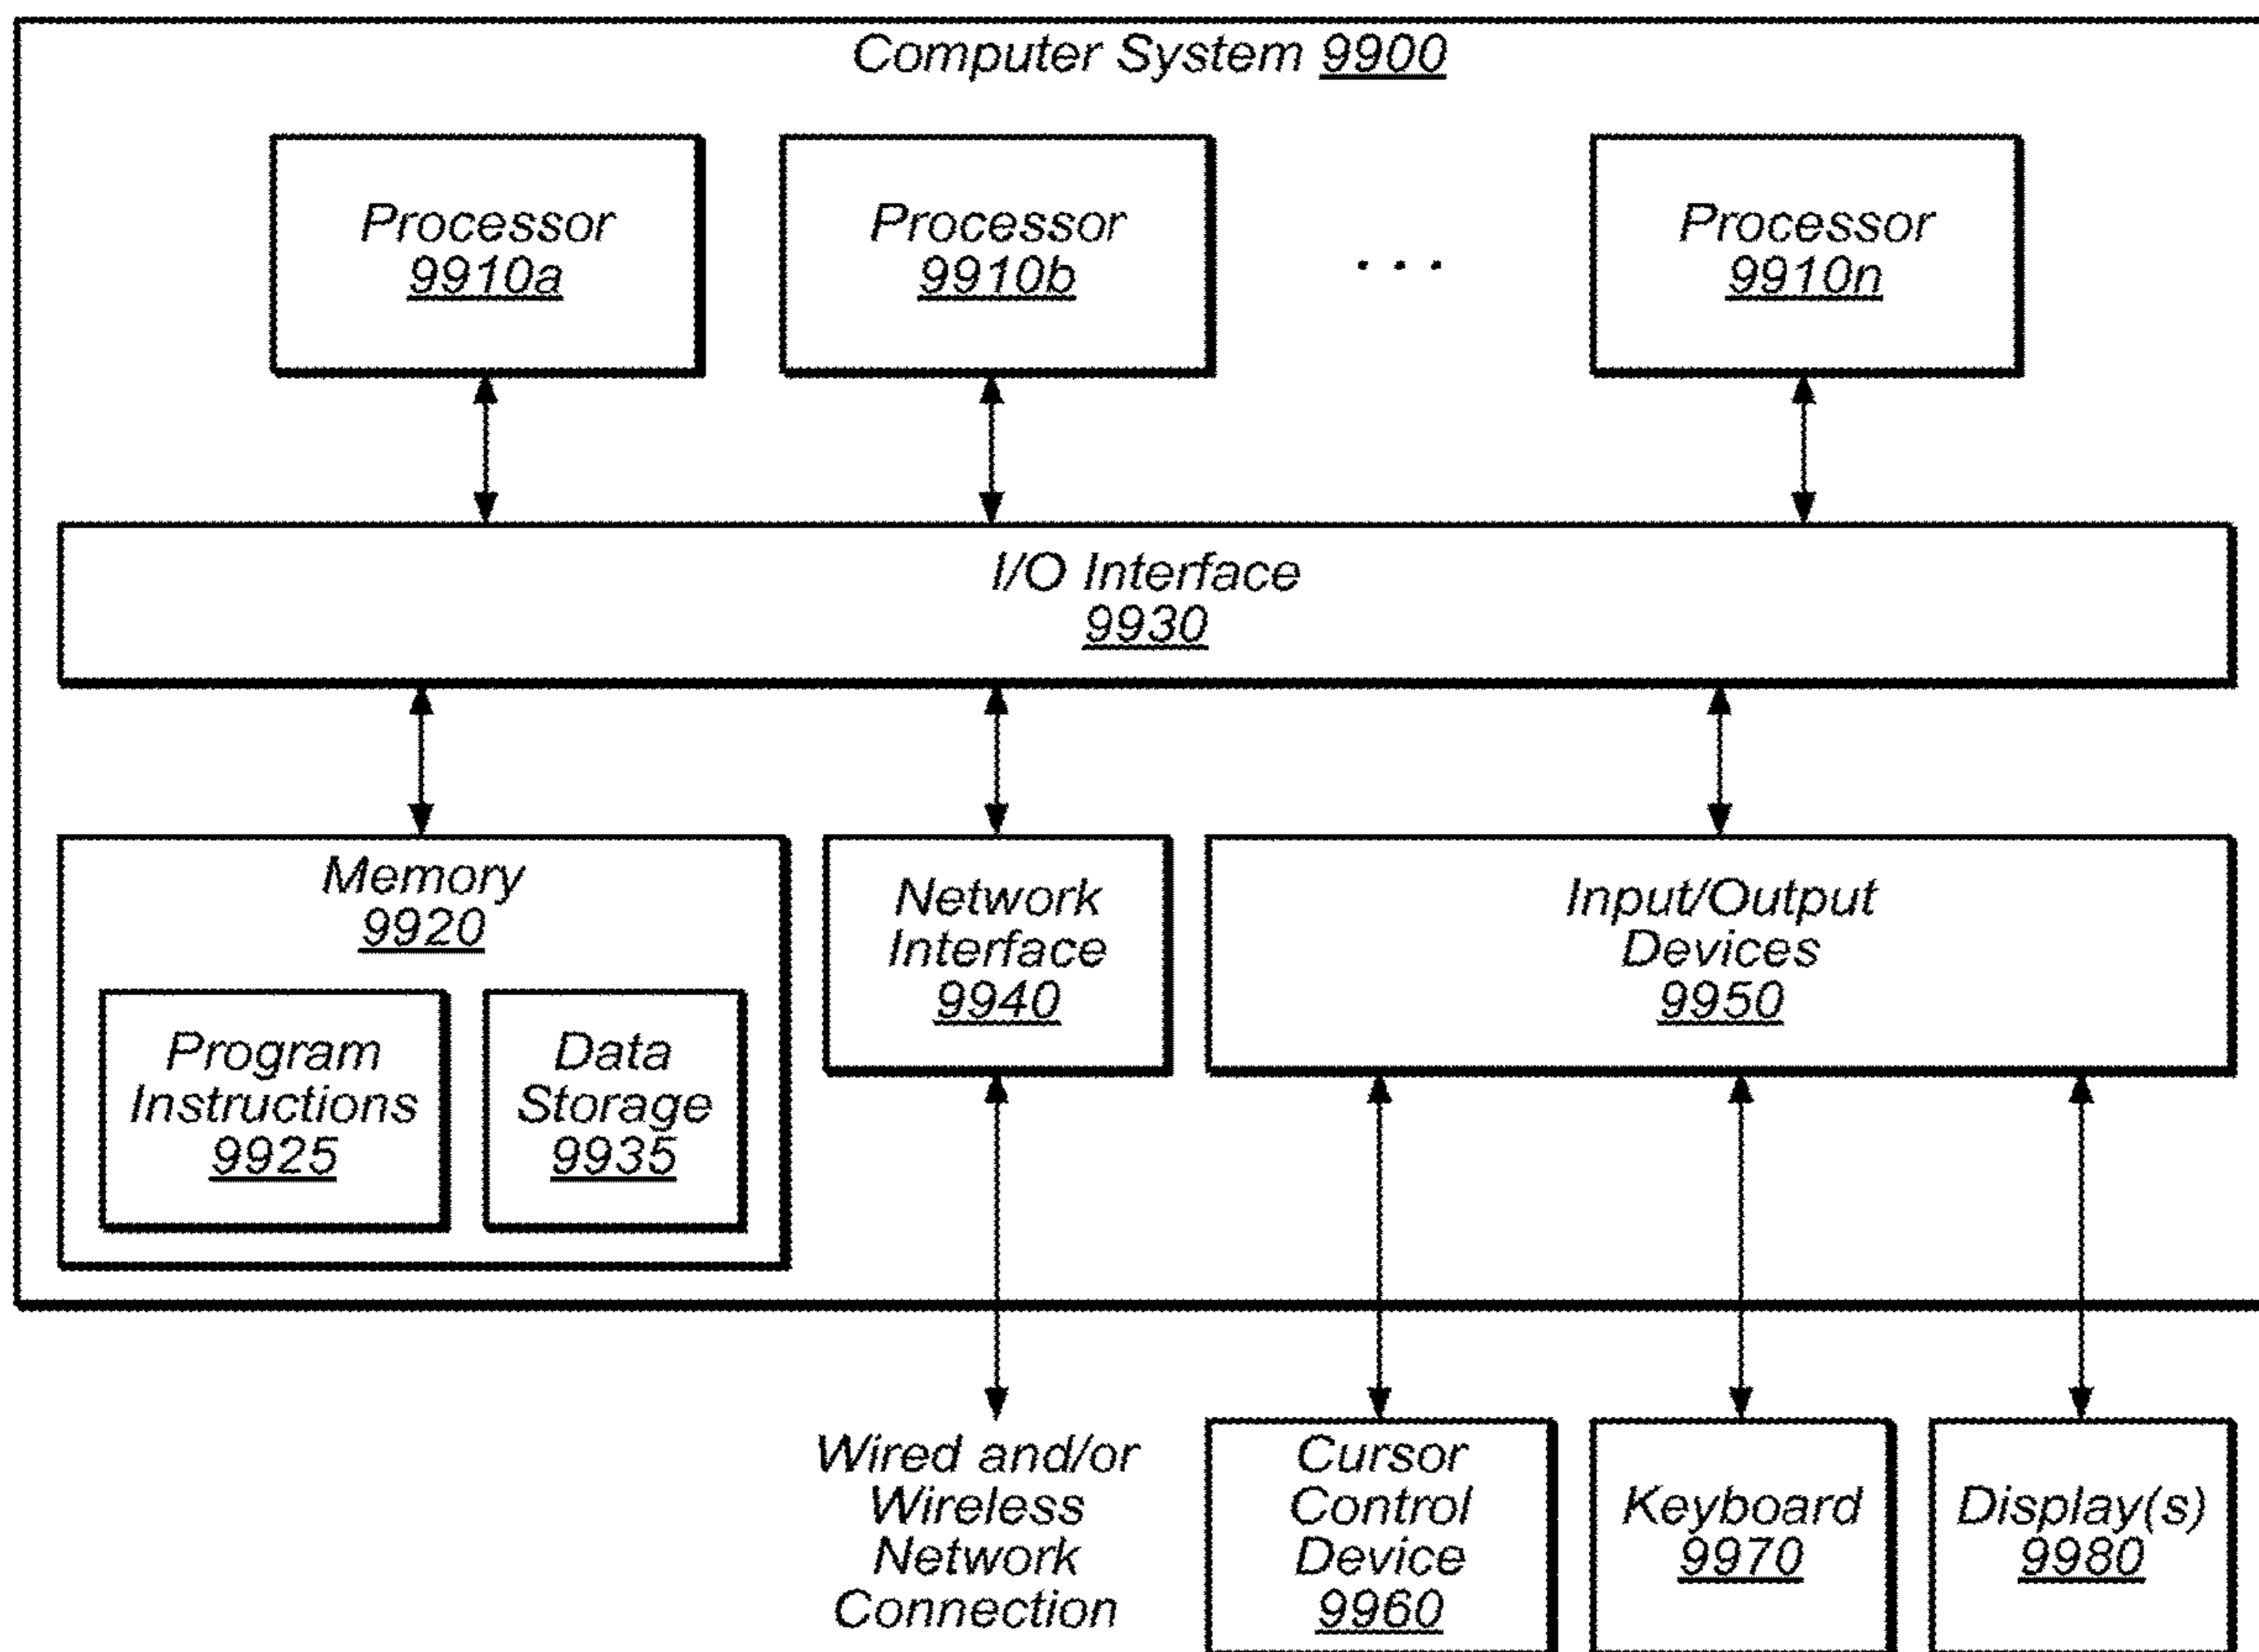 Computer System 9900
Processor
9910a
Processor
9910b
. . .
Processor
9910n
I/O Interface
9930
Memory
9920
Program
Instructions
9925
Data
Storage
9935
Network
Interface
9940
Input/Output
Devices
9950
Wired and/or
Wireless
Network
Connection
Cursor
Control
Device
9960
Keyboard
9970
Display(s)
9980